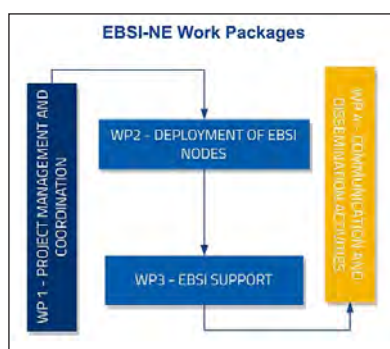 EBSI-NE Work Packages
WP 1 - PROJECT MANAGEMENT AND
COORDINATION
WP2 - DEPLOYMENT OF EBSI
NODES
WP3 - EBSI SUPPORT
WP 4 - COMMUNICATION AND
DISSEMINATION ACTIVITIES